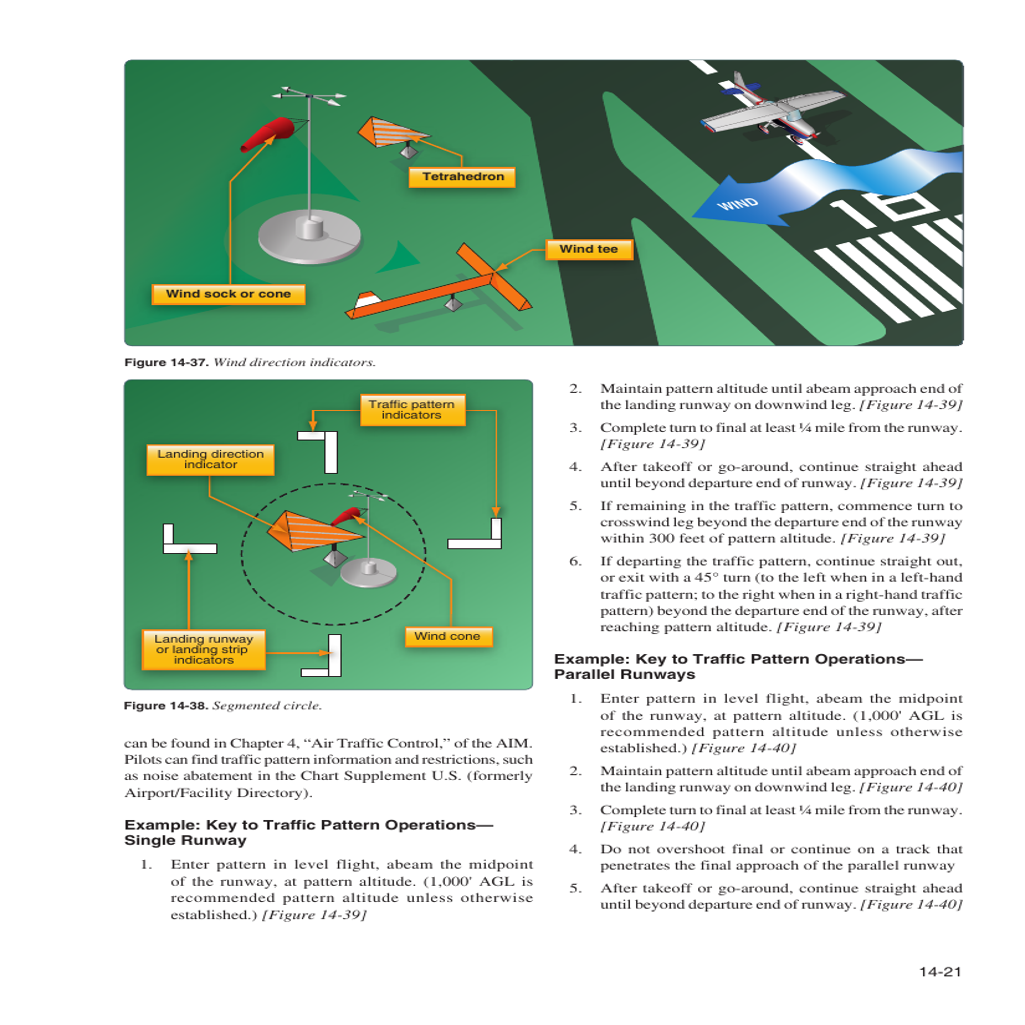 Tetrahedron
WIND
16
Wind tee
Wind sock or cone
Figure 14-37. Wind direction indicators.
Traffic pattern
indicators
Landing direction
indicator
Wind cone
Landing runway
or landing strip
indicators
Figure 14-38. Segmented circle.
can be found in Chapter 4, “Air Traffic Control,” of the AIM.
Pilots can find traffic pattern information and restrictions, such
as noise abatement in the Chart Supplement U.S. (formerly
Airport/Facility Directory).
Example: Key to Traffic Pattern Operations—
Single Runway
1. Enter pattern in level flight, abeam the midpoint
of the runway, at pattern altitude. (1,000' AGL is
recommended pattern altitude unless otherwise
established.) [Figure 14-39]
2. Maintain pattern altitude until abeam approach end of
the landing runway on downwind leg. [Figure 14-39]
3. Complete turn to final at least ¼ mile from the runway.
[Figure 14-39]
4. After takeoff or go-around, continue straight ahead
until beyond departure end of runway. [Figure 14-39]
5. If remaining in the traffic pattern, commence turn to
crosswind leg beyond the departure end of the runway
within 300 feet of pattern altitude. [Figure 14-39]
6. If departing the traffic pattern, continue straight out,
or exit with a 45° turn (to the left when in a left-hand
traffic pattern; to the right when in a right-hand traffic
pattern) beyond the departure end of the runway, after
reaching pattern altitude. [Figure 14-39]
Example: Key to Traffic Pattern Operations—
Parallel Runways
1. Enter pattern in level flight, abeam the midpoint
of the runway, at pattern altitude. (1,000' AGL is
recommended pattern altitude unless otherwise
established.) [Figure 14-40]
2. Maintain pattern altitude until abeam approach end of
the landing runway on downwind leg. [Figure 14-40]
3. Complete turn to final at least ¼ mile from the runway.
[Figure 14-40]
4. Do not overshoot final or continue on a track that
penetrates the final approach of the parallel runway
5. After takeoff or go-around, continue straight ahead
until beyond departure end of runway. [Figure 14-40]
14-21